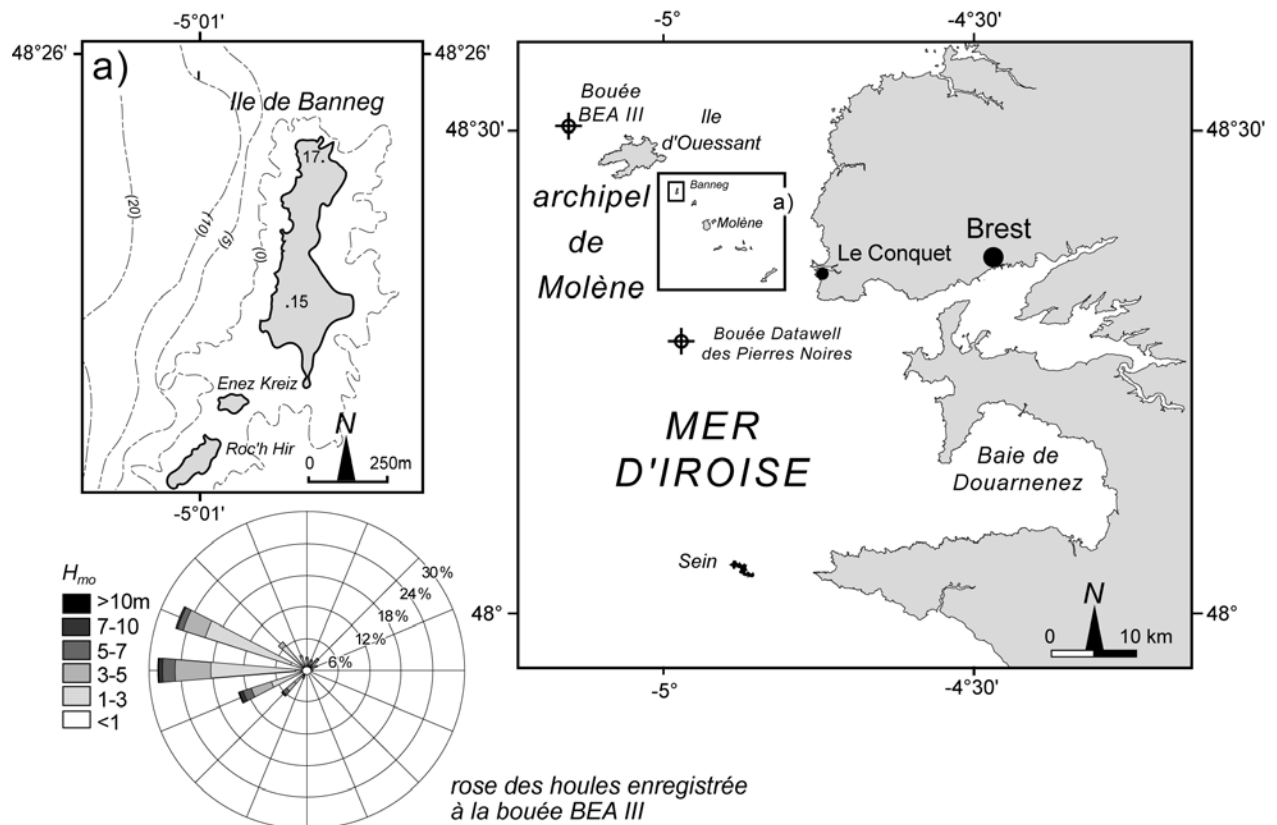 -5°01'
48°26'
48°26'
a)
Ile de Banneg
17.
(20)
(10)
(5)
(0)
.15
Enez Kreiz
Roc'h Hir
N
0 250m
-5°01'
-5°
-4°30'
48°30'
48°30'
Bouée
BEA III
Ile
d'Ouessant
archipel
de
Molène
Banneg
a)
Molène
Brest
Le Conquet
Bouée Datawell
des Pierres Noires
MER
D'IROISE
Baie de
Douarnenez
Sein
48°
48°
N
0 10 km
-5°
-4°30'
Hmo
>10m
7-10
5-7
3-5
1-3
<1
30%
24%
18%
12%
6%
rose des houles enregistrée
à la bouée BEA III